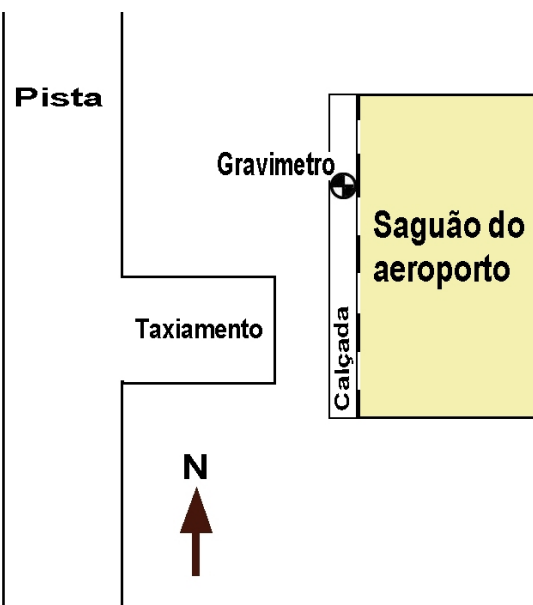 Pista
Gravimetro
Saguão do
aeroporto
Taxiamento
Calçada
N